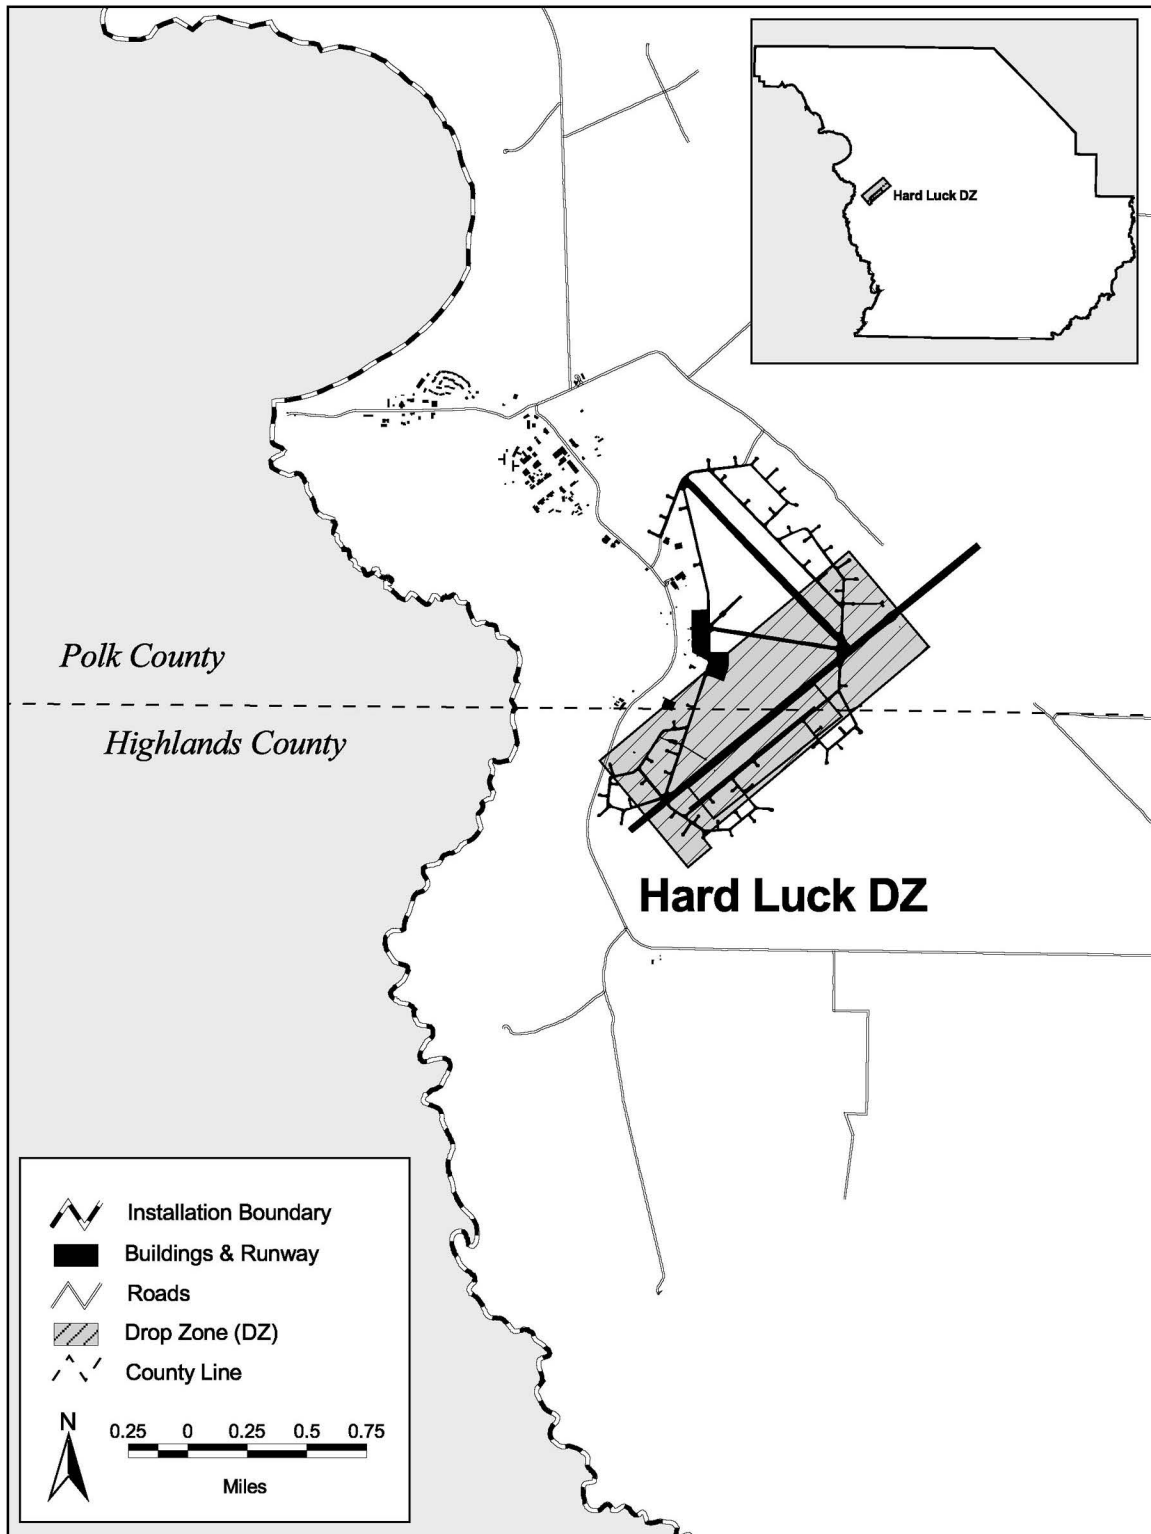 Hard Luck DZ
Polk County
Highlands County
Hard Luck DZ
Installation Boundary
Buildings & Runway
Roads
Drop Zone (DZ)
County Line
N
0.25 0 0.25 0.5 0.75
Miles